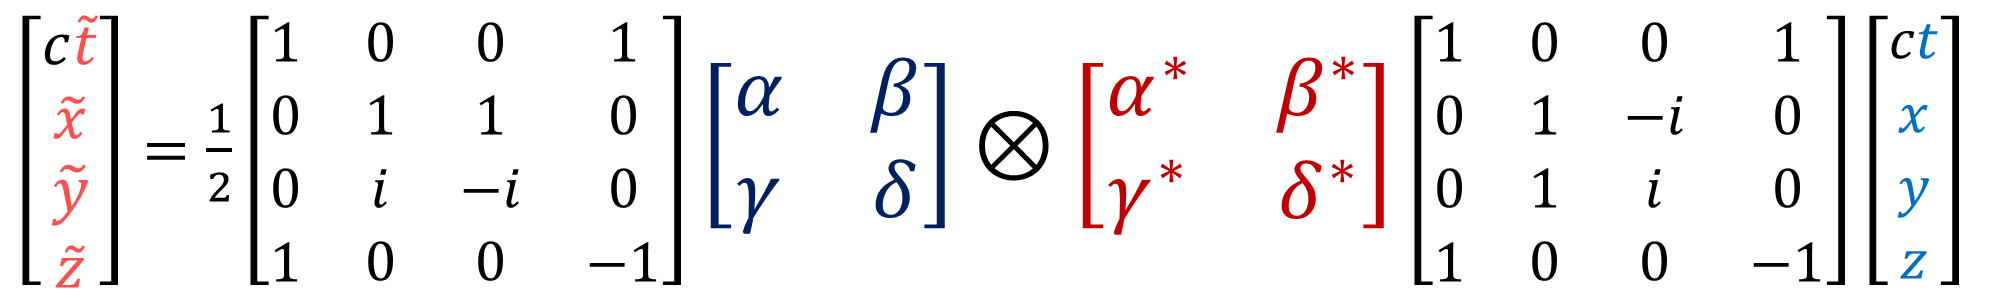 [ct̃ x̃ ỹ z̃] = 1/2 [1 0 0 1; 0 1 1 0; 0 i −i 0; 1 0 0 −1] [α β; γ δ] ⊗ [α* β*; γ* δ*] [1 0 0 1; 0 1 −i 0; 0 1 i 0; 1 0 0 −1] [ct x y z]